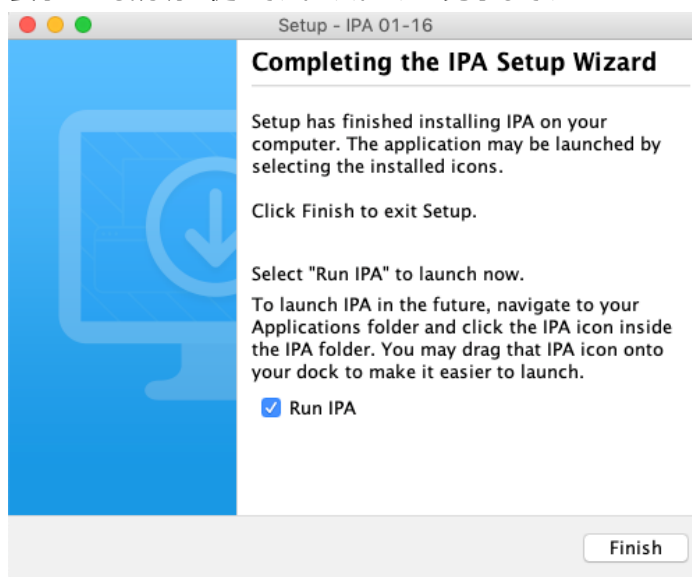 Setup - IPA 01-16
Completing the IPA Setup Wizard
Setup has finished installing IPA on your
computer. The application may be launched by
selecting the installed icons.
Click Finish to exit Setup.
Select "Run IPA" to launch now.
To launch IPA in the future, navigate to your
Applications folder and click the IPA icon inside
the IPA folder. You may drag that IPA icon onto
your dock to make it easier to launch.
Run IPA
Finish